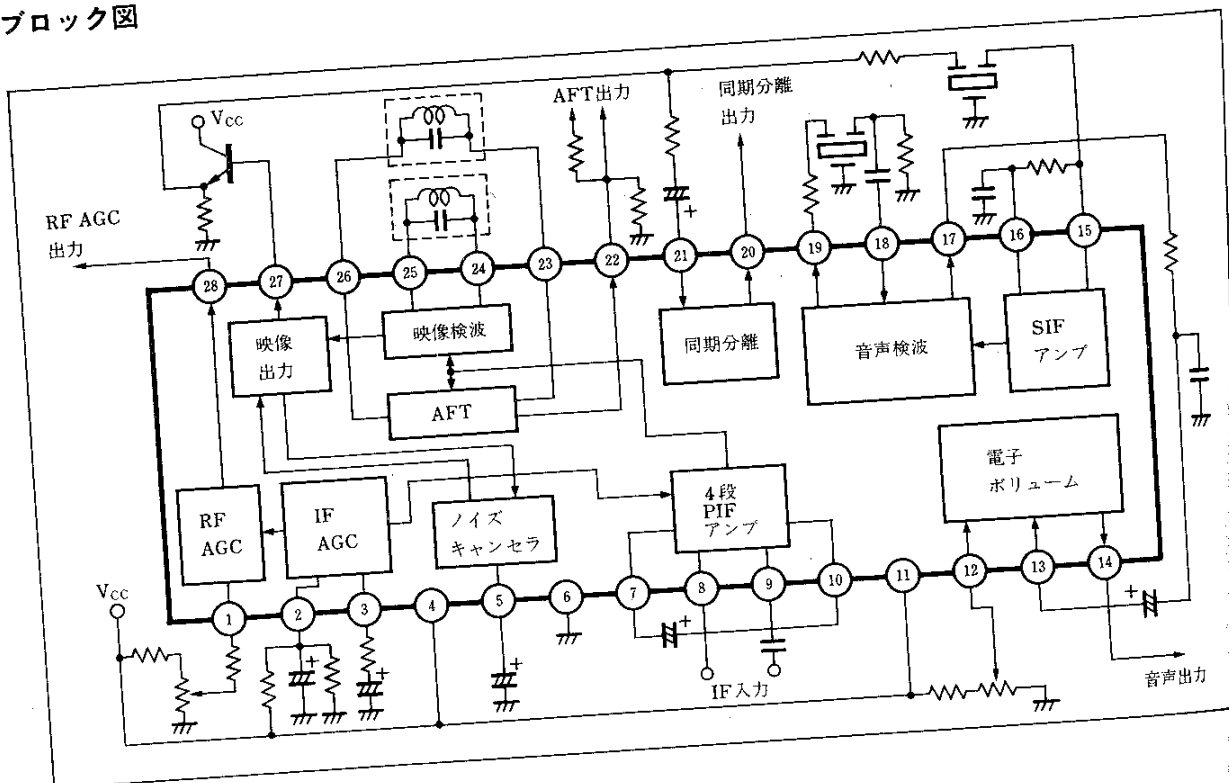 ブロック図
VCC
AFT出力
同期分離
出力
RF AGC
出力
28
27
26
25
24
23
22
21
20
19
18
17
16
15
映像
出力
映像検波
AFT
同期分離
音声検波
SIF
アンプ
RF
AGC
IF
AGC
ノイズ
キャンセラ
4段
PIF
アンプ
電子
ボリューム
VCC
1
2
3
4
5
6
7
8
9
10
11
12
13
14
+
+
+
+
+
+
IF入力
音声出力